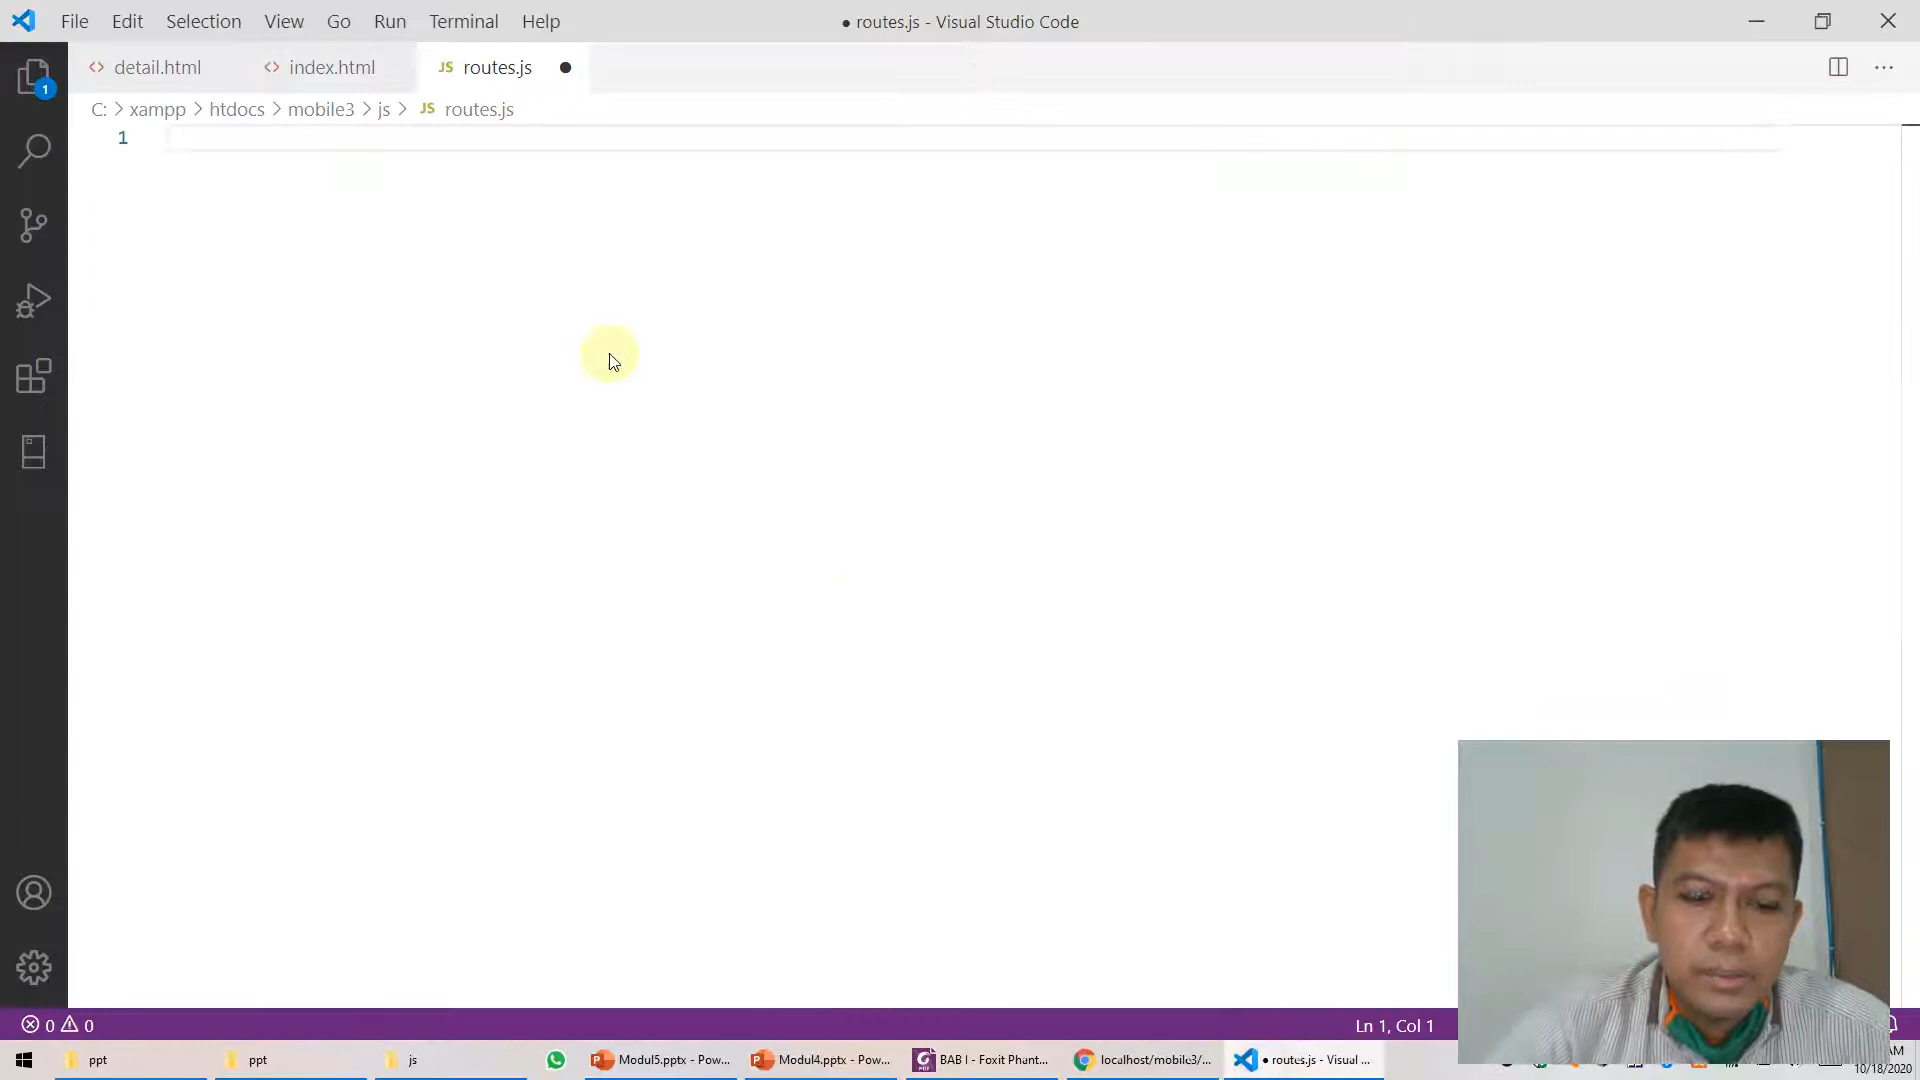 File Edit Selection View Go Run Terminal Help
● routes.js - Visual Studio Code
<> detail.html <> index.html JS routes.js ●
C: > xampp > htdocs > mobile3 > js > JS routes.js
1
1
0 0
Ln 1, Col 1
ppt ppt js Modul5.pptx - Pow... Modul4.pptx - Pow... BAB I - Foxit Phant... localhost/mobile3/... ● routes.js - Visual ...
AM
10/18/2020